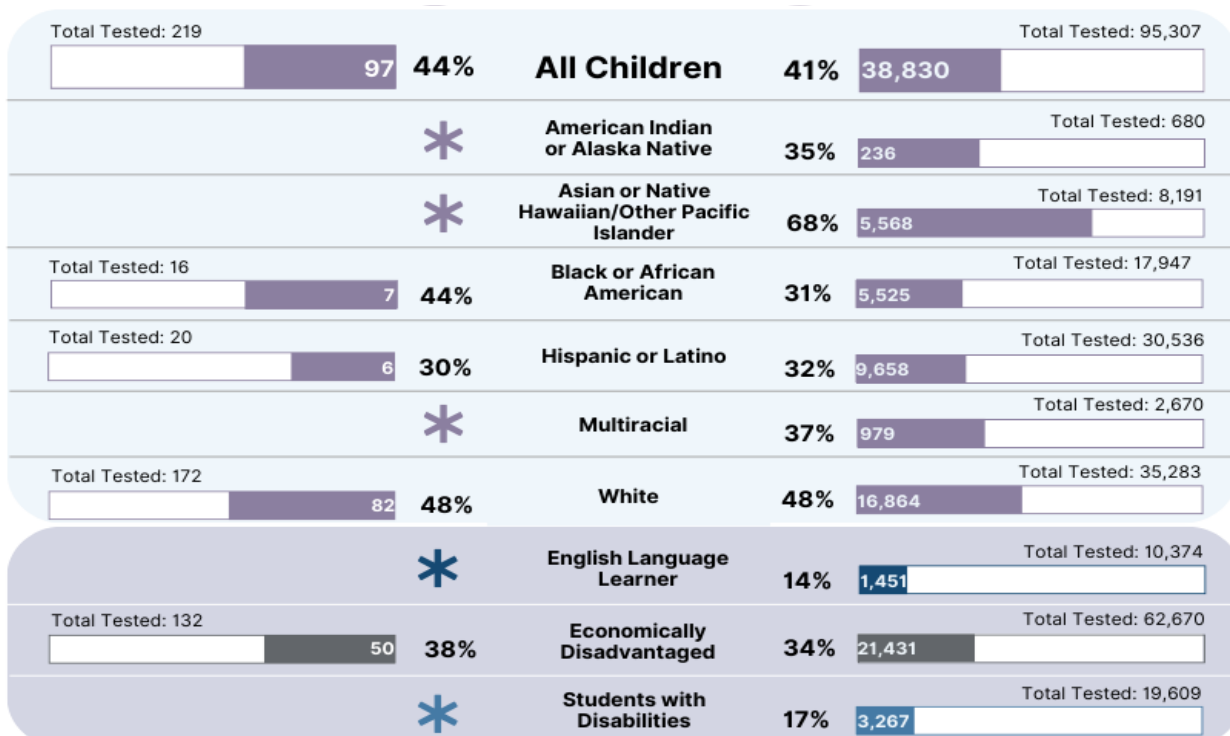 Total Tested: 219
97 44% All Children 41% 38,830
Total Tested: 95,307
American Indian
or Alaska Native
35% 236
Total Tested: 680
Asian or Native
Hawaiian/Other Pacific
Islander
68% 5,568
Total Tested: 8,191
Total Tested: 16
7 44%
Black or African
American
31% 5,525
Total Tested: 17,947
Total Tested: 20
6 30%
Hispanic or Latino
32% 9,658
Total Tested: 30,536
Multiracial
37% 979
Total Tested: 2,670
Total Tested: 172
82 48%
White
48% 16,864
Total Tested: 35,283
English Language
Learner
14% 1,451
Total Tested: 10,374
Total Tested: 132
50 38%
Economically
Disadvantaged
34% 21,431
Total Tested: 62,670
Students with
Disabilities
17% 3,267
Total Tested: 19,609